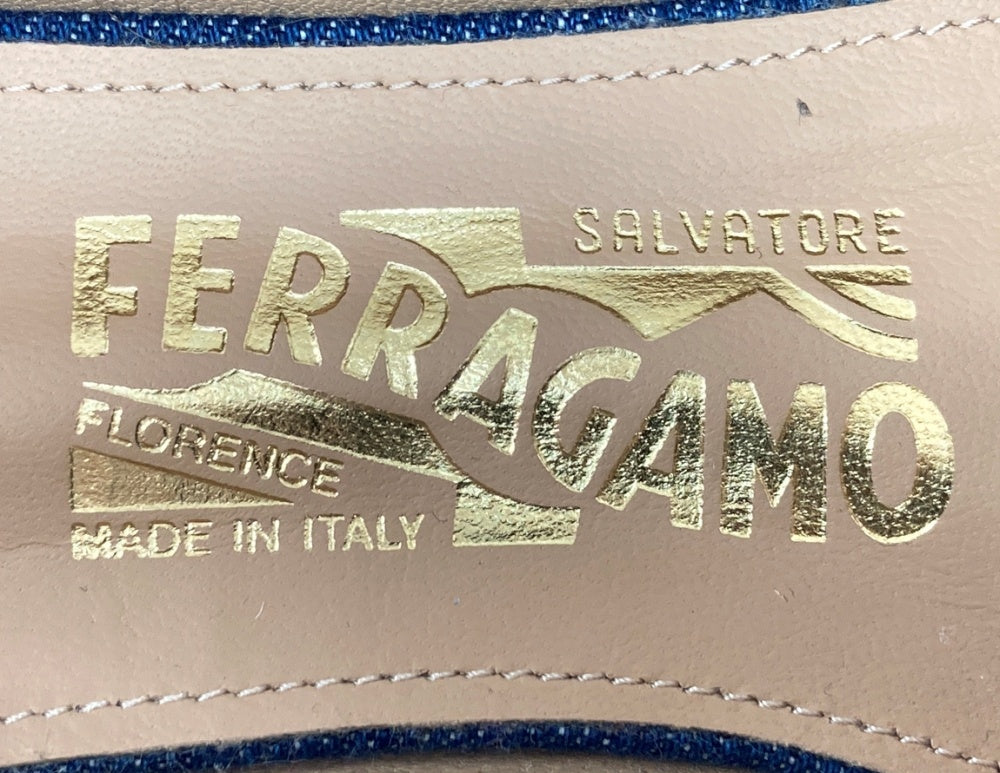 SALVATORE
FERRAGAMO
FLORENCE
MADE IN ITALY